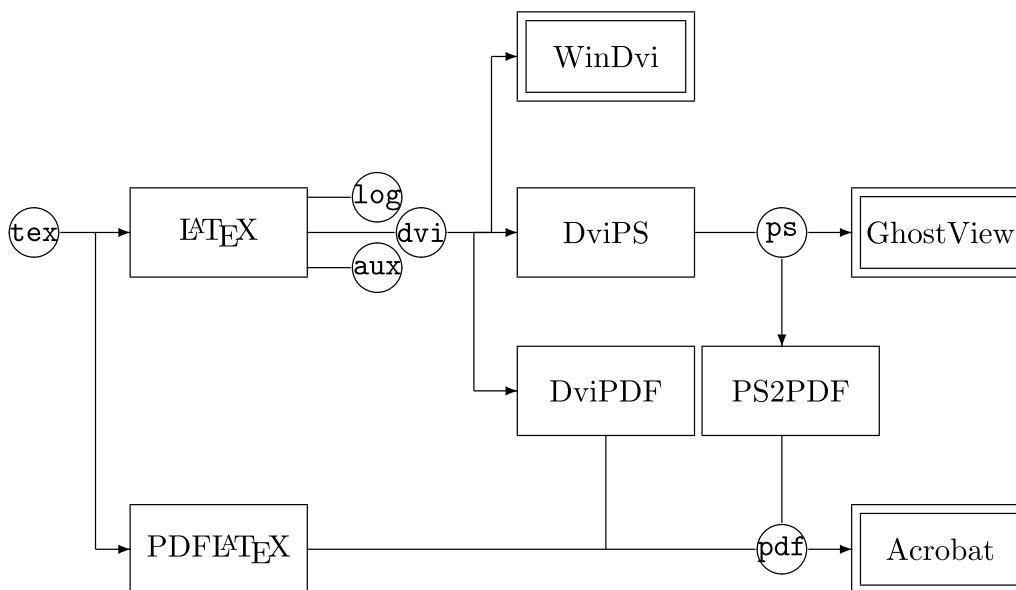 WinDvi
log
tex
LATEX
dvi
DviPS
ps
GhostView
aux
DviPDF
PS2PDF
PDFLATEX
pdf
Acrobat